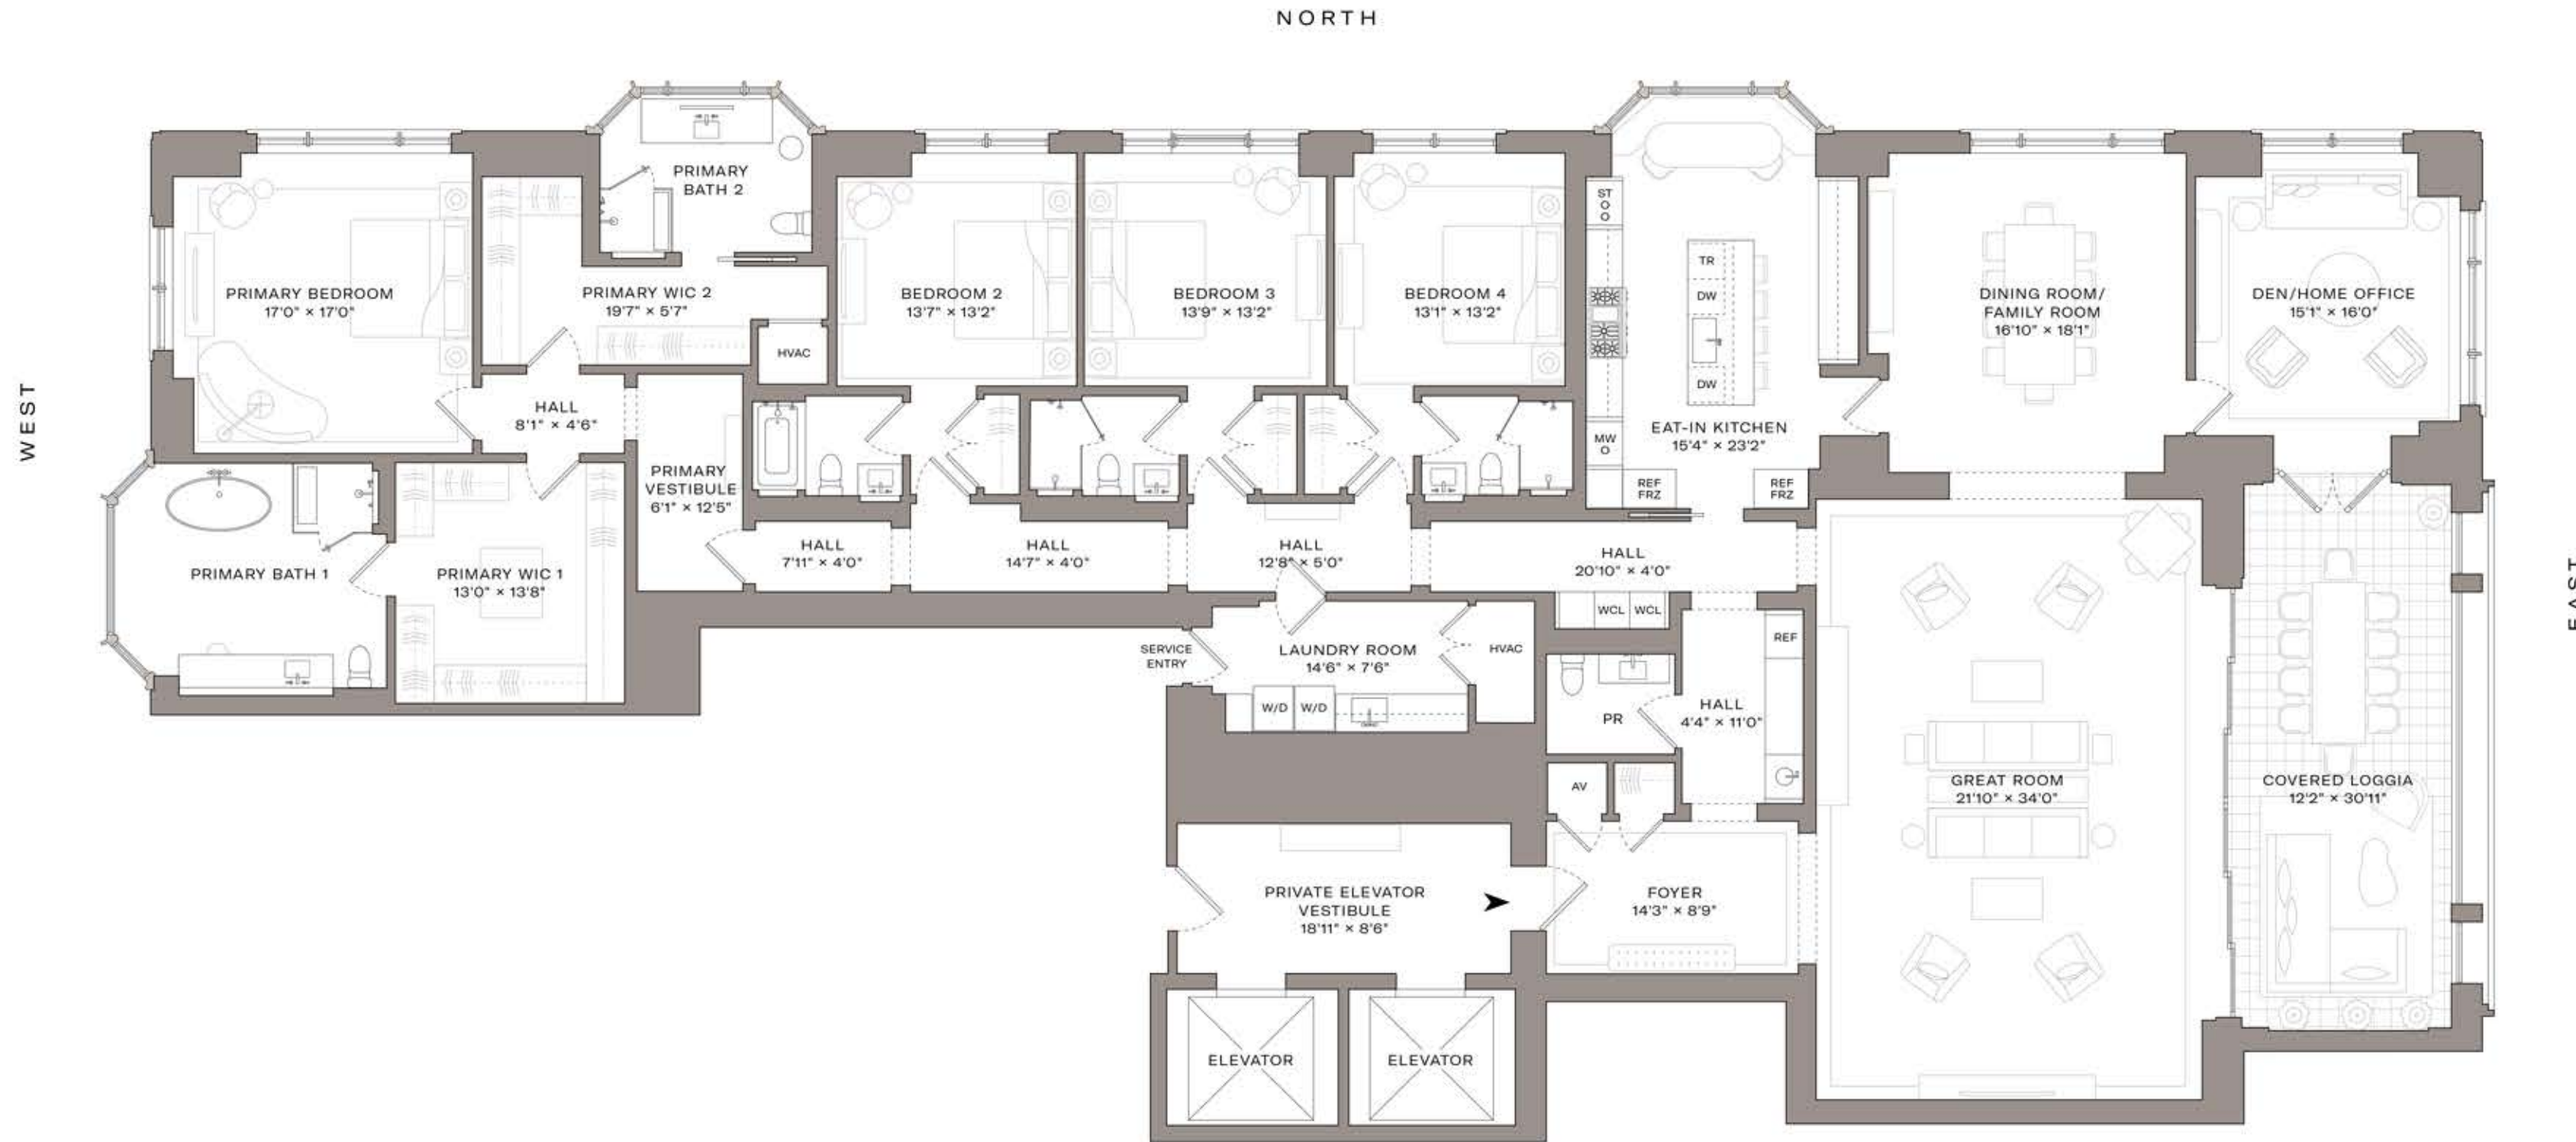 NORTH
WEST
EAST
PRIMARY BEDROOM
17'0" × 17'0"
PRIMARY
BATH 2
PRIMARY WIC 2
19'7" × 5'7"
HVAC
BEDROOM 2
13'7" × 13'2"
BEDROOM 3
13'9" × 13'2"
BEDROOM 4
13'1" × 13'2"
ST
O
O
TR
DW
DW
MW
O
REF
FRZ
REF
FRZ
EAT-IN KITCHEN
15'4" × 23'2"
DINING ROOM/
FAMILY ROOM
16'10" × 18'1"
DEN/HOME OFFICE
15'1" × 16'0"
HALL
8'1" × 4'6"
PRIMARY
VESTIBULE
6'1" × 12'5"
PRIMARY BATH 1
PRIMARY WIC 1
13'0" × 13'8"
HALL
7'11" × 4'0"
HALL
14'7" × 4'0"
HALL
12'8" × 5'0"
HALL
20'10" × 4'0"
WCL
WCL
SERVICE
ENTRY
LAUNDRY ROOM
14'6" × 7'6"
HVAC
W/D
W/D
PR
HALL
4'4" × 11'0"
REF
AV
GREAT ROOM
21'10" × 34'0"
COVERED LOGGIA
12'2" × 30'11"
PRIVATE ELEVATOR
VESTIBULE
18'11" × 8'6"
FOYER
14'3" × 8'9"
ELEVATOR
ELEVATOR